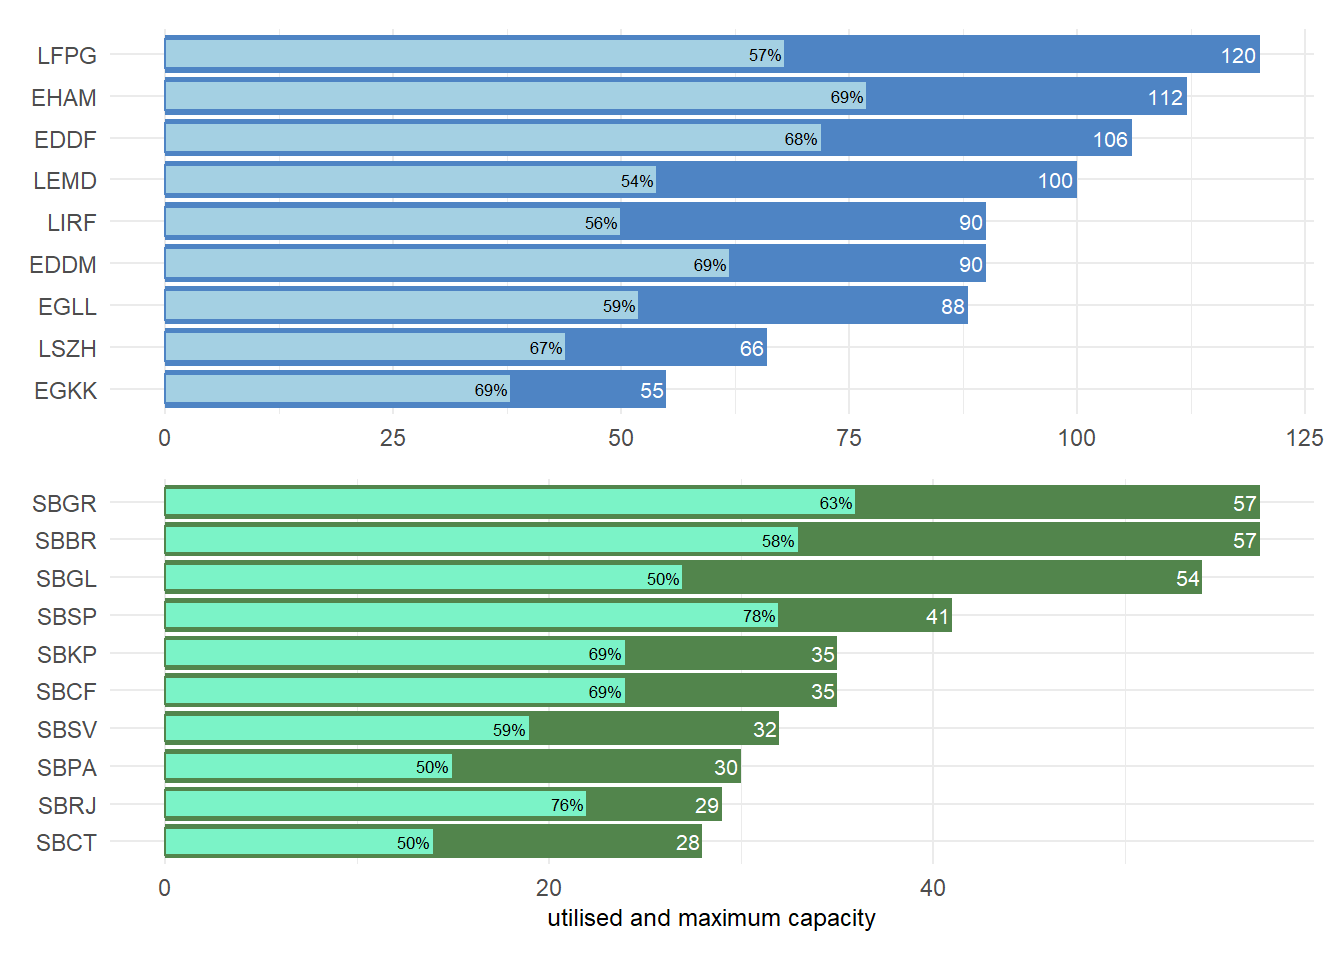 LFPG 57% 120
EHAM 69% 112
EDDF 68% 106
LEMD 54% 100
LIRF 56% 90
EDDM 69% 90
EGLL 59% 88
LSZH 67% 66
EGKK 69% 55
0 25 50 75 100 125
SBGR 63% 57
SBBR 58% 57
SBGL 50% 54
SBSP 78% 41
SBKP 69% 35
SBCF 69% 35
SBSV 59% 32
SBPA 50% 30
SBRJ 76% 29
SBCT 50% 28
0 20 40
utilised and maximum capacity